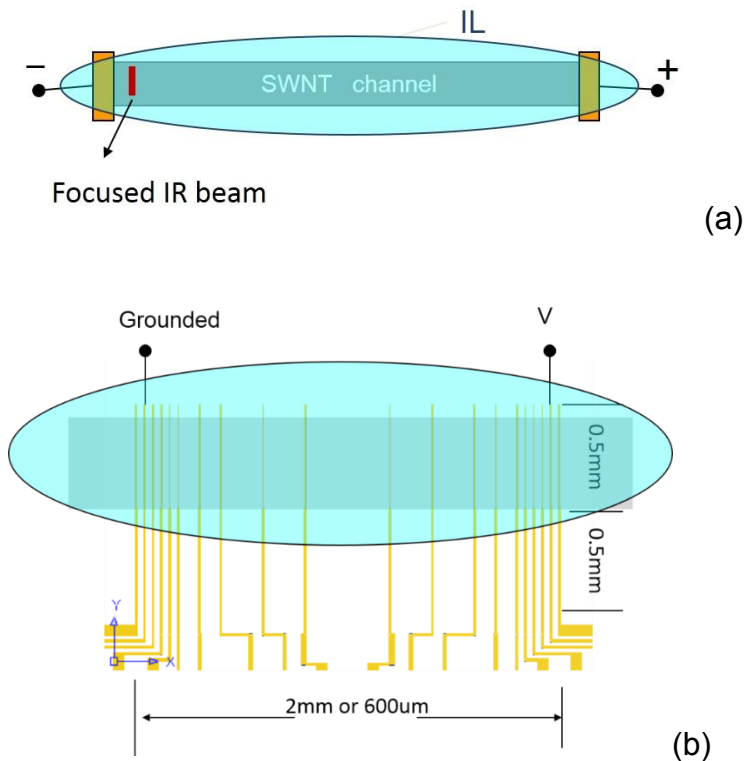 IL
−
SWNT channel
+
Focused IR beam
(a)
Grounded
V
0.5mm
0.5mm
Y
X
2mm or 600um
(b)